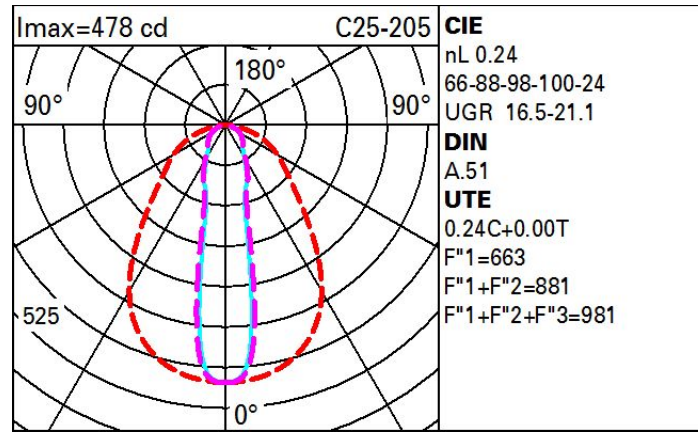 Imax=478 cd C25-205
180°
90° 90°
525
0°
CIE
nL 0.24
66-88-98-100-24
UGR 16.5-21.1
DIN
A.51
UTE
0.24C+0.00T
F"1=663
F"1+F"2=881
F"1+F"2+F"3=981